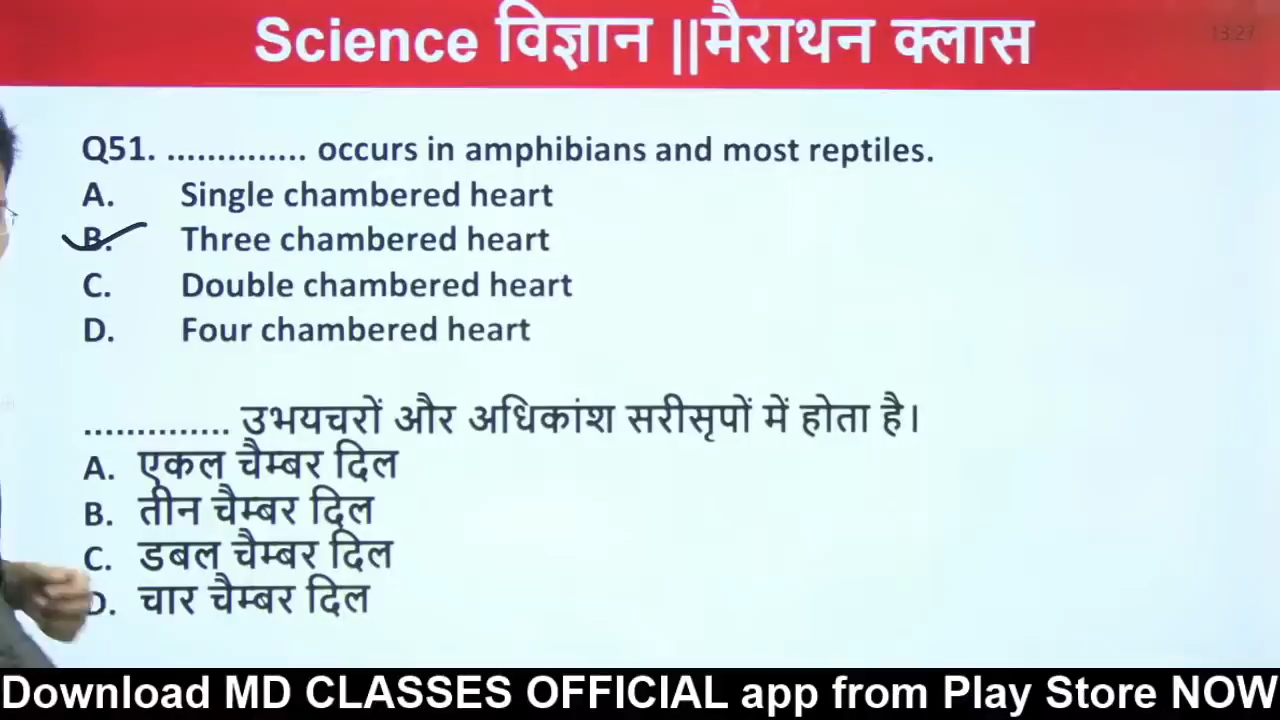 Science विज्ञान ||मैराथन क्लास
13:27
Q51. .............. occurs in amphibians and most reptiles.
A. Single chambered heart
B. Three chambered heart
C. Double chambered heart
D. Four chambered heart
.............. उभयचरों और अधिकांश सरीसृपों में होता है।
A. एकल चैम्बर दिल
B. तीन चैम्बर दिल
C. डबल चैम्बर दिल
D. चार चैम्बर दिल
Download MD CLASSES OFFICIAL app from Play Store NOW